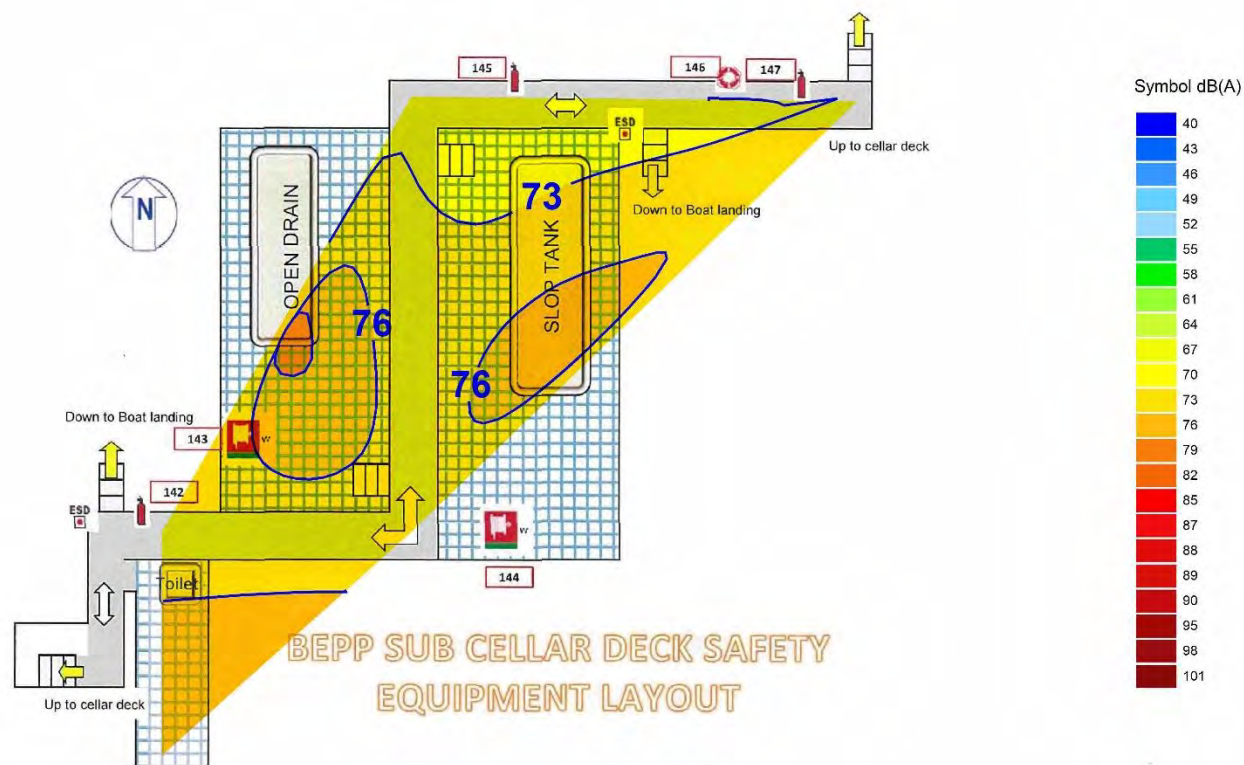 145
146
147
Symbol dB(A)
40
43
46
49
52
55
58
61
64
67
70
73
76
79
82
85
87
88
89
90
95
98
101
ESD
Up to cellar deck
N
OPEN DRAIN
SLOP TANK
73
Down to Boat landing
76
76
Down to Boat landing
143
w
142
ESD
w
144
Toilet
BEPP SUB CELLAR DECK SAFETY
EQUIPMENT LAYOUT
Up to cellar deck